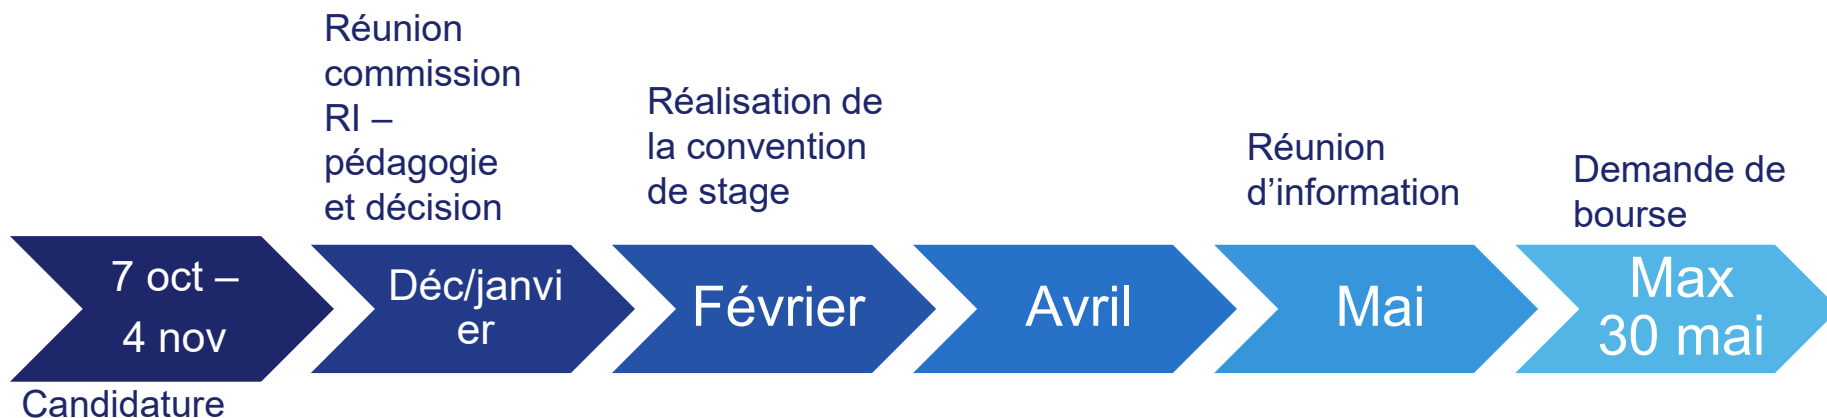 Réunion
commission
RI –
pédagogie
et décision
Réalisation de
la convention
de stage
Réunion
d’information
Demande de
bourse
7 oct –
4 nov
Déc/janvi
er
Février
Avril
Mai
Max
30 mai
Candidature